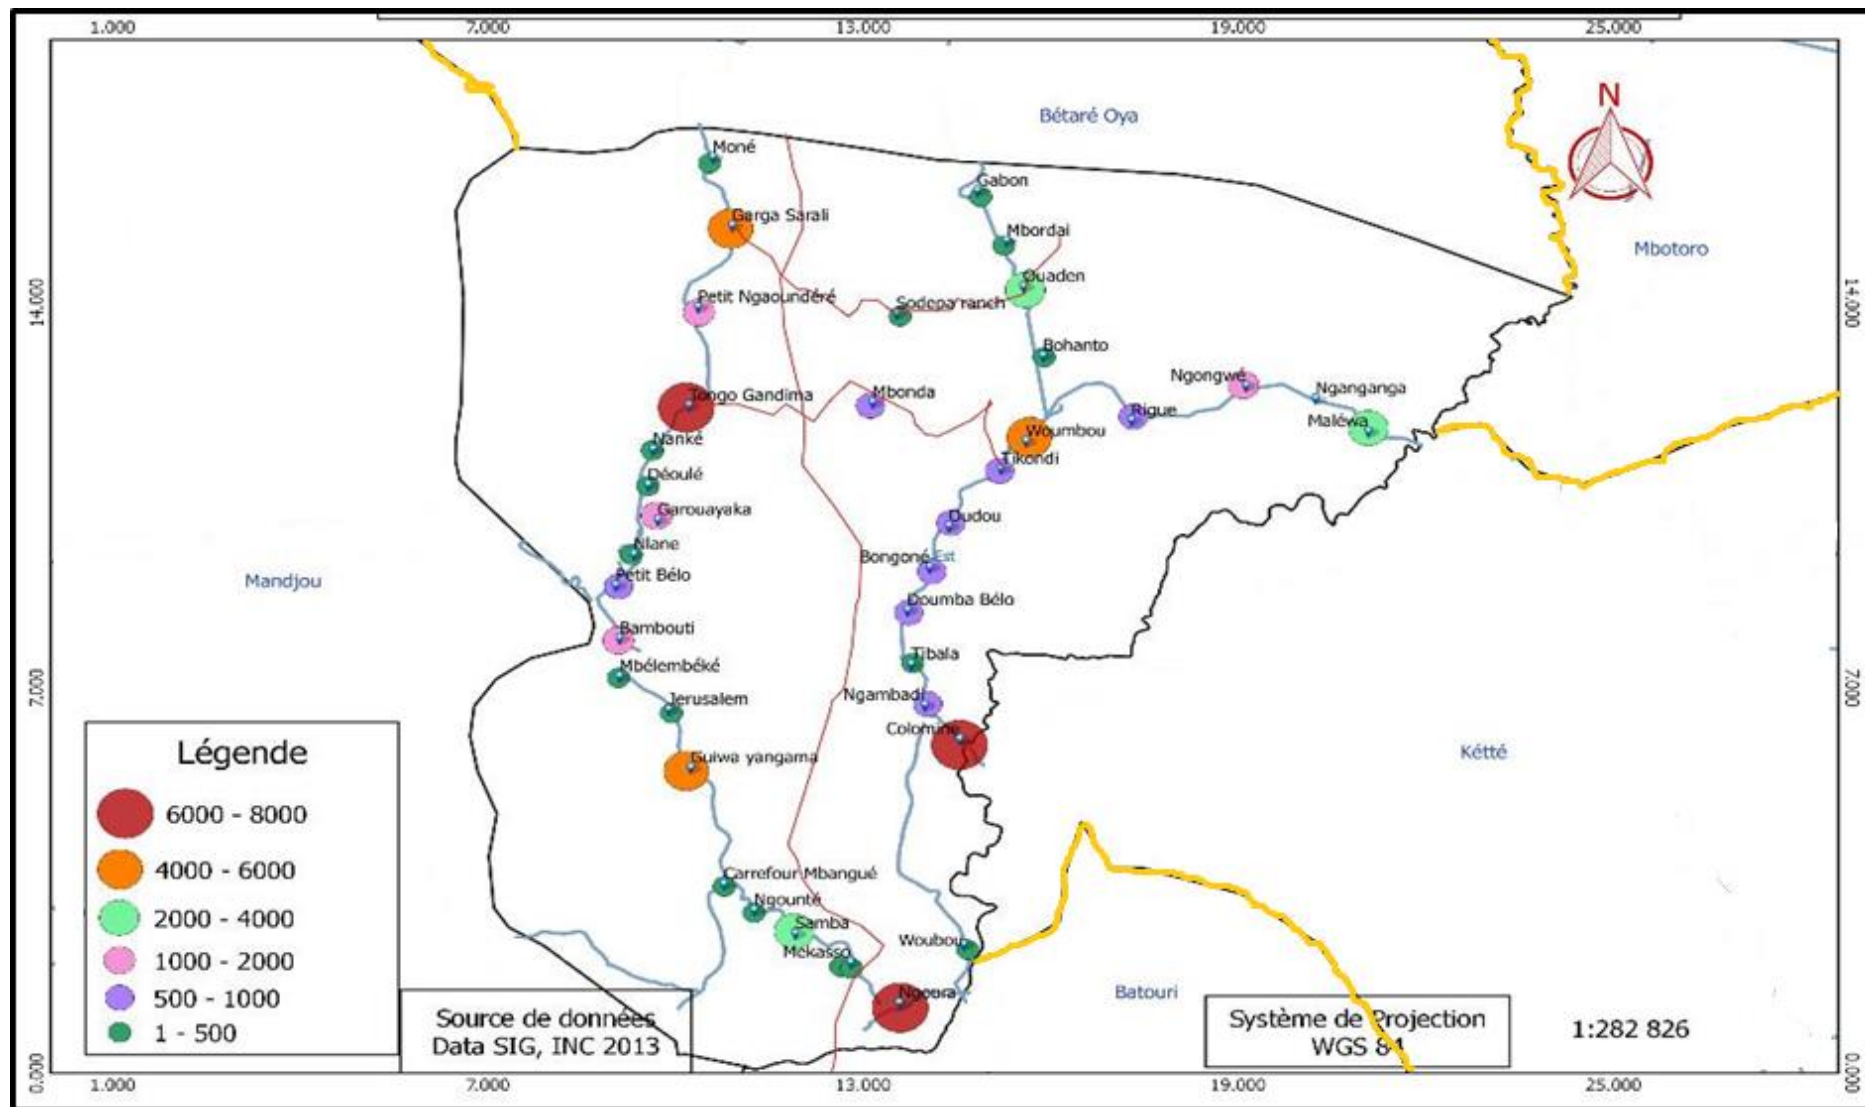 1.000 7.000 13.000 19.000 25.000
Bétaré Oya
N
Moné
Gabon
Garga Sarali
Mbordai
Mbotoro
Ouaden
Petit Ngaoundéré
Sodepa ranch
14.000
14.000
Bohanto
Ngongwé
Nganganga
Tongo Gandima
Mbonda
Rigue
Maléwa
Woumbou
Nanké
Tikondi
Déoulé
Garouayaka
Dudou
Nlane
Bongoné Est
Petit Bélo
Mandjou
Doumba Bélo
Bambouti
Tibala
Mbélembéké
7.000
7.000
Jerusalem
Ngambadi
Colomine
Kétté
Guiwa yangama
Légende
6000 - 8000
4000 - 6000
2000 - 4000
1000 - 2000
500 - 1000
1 - 500
Carrefour Mbangué
Ngounté
Samba
Mekasso
Woubou
Ngoura
Batouri
Source de données
Data SIG, INC 2013
Système de Projection
WGS 84
1:282 826
0.000
0.000
1.000 7.000 13.000 19.000 25.000